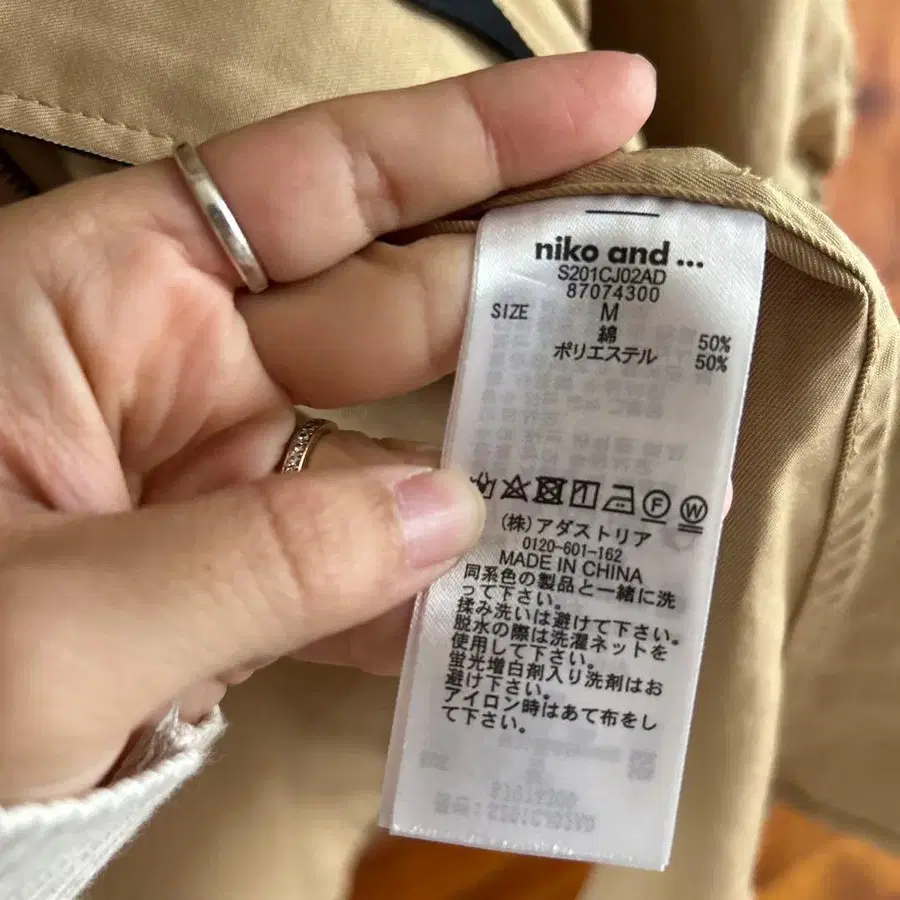 niko and ...
S201CJ02AD
87074300
SIZE M
綿 50%
ポリエステル 50%
F W
(株)アダストリア
0120-601-162
MADE IN CHINA
同系色の製品と一緒に洗
って下さい。
揉み洗いは避けて下さい。
脱水の際は洗濯ネットを
使用して下さい。
蛍光増白剤入り洗剤はお
避け下さい。
アイロン時はあて布をし
て下さい。